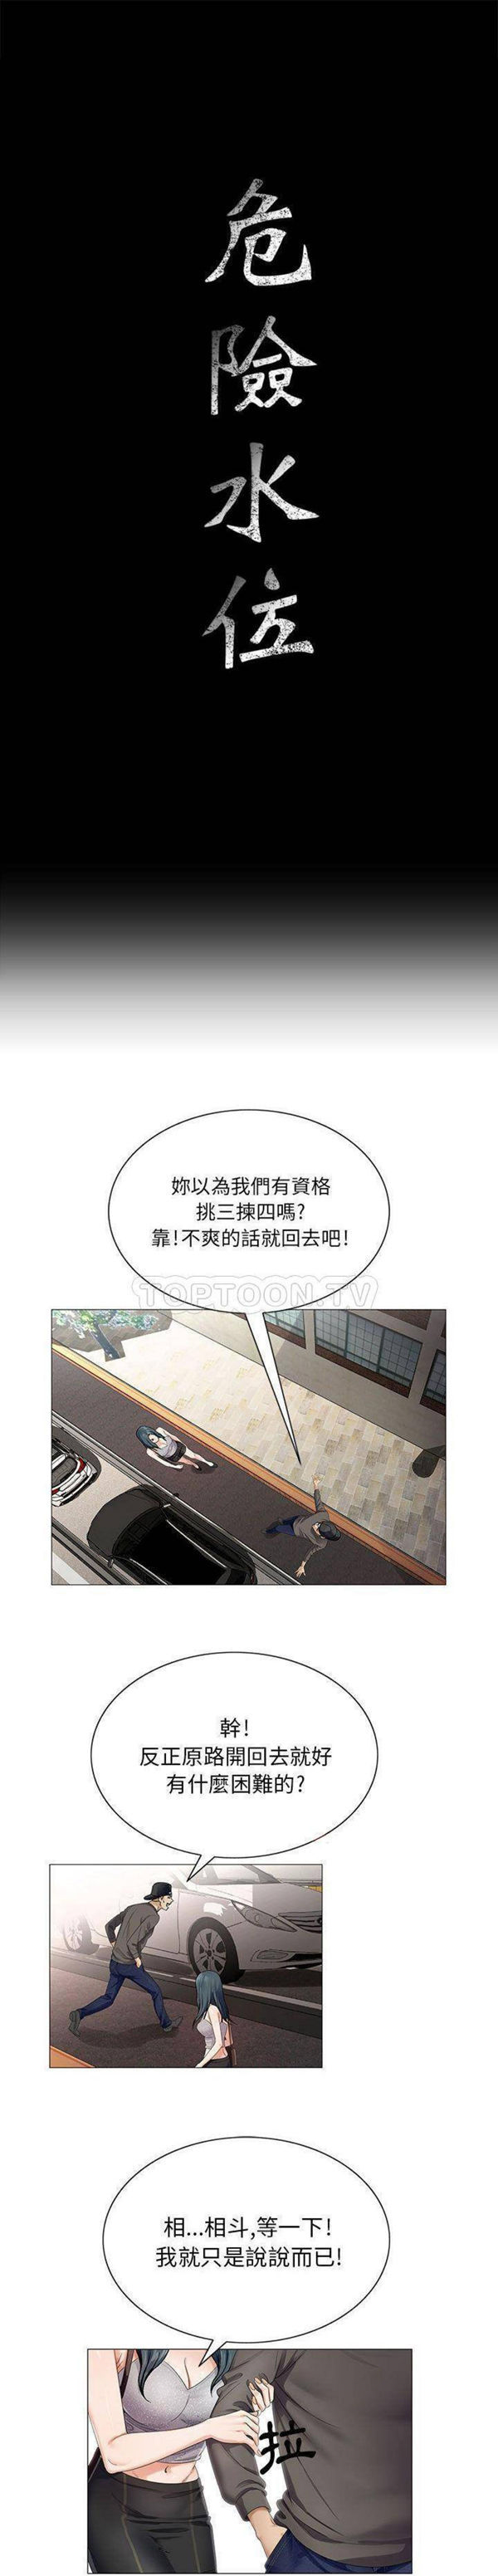 危險水位
妳以為我們有資格
挑三揀四嗎?
靠!不爽的話就回去吧!
TOPTOON.TV
幹!
反正原路開回去就好
有什麼困難的?
相...相斗,等一下!
我就只是說說而已!
拉